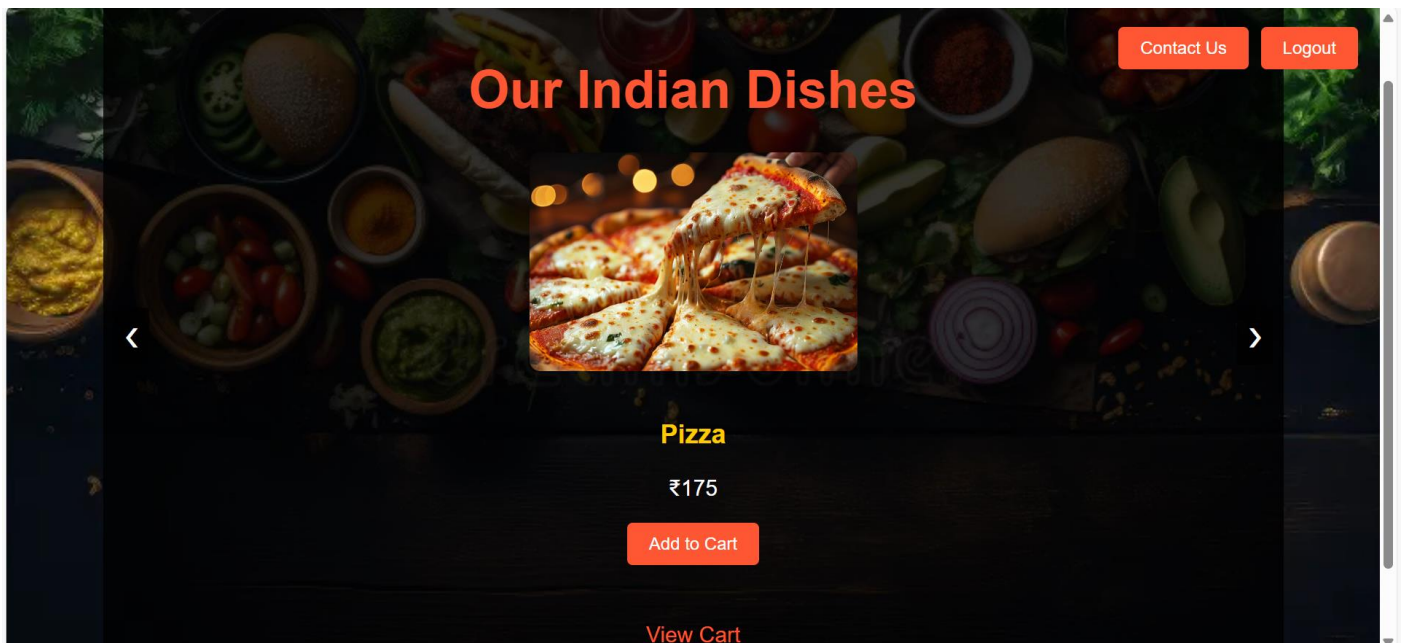 Contact Us
Logout
Our Indian Dishes
❮
❯
Pizza
₹175
Add to Cart
View Cart